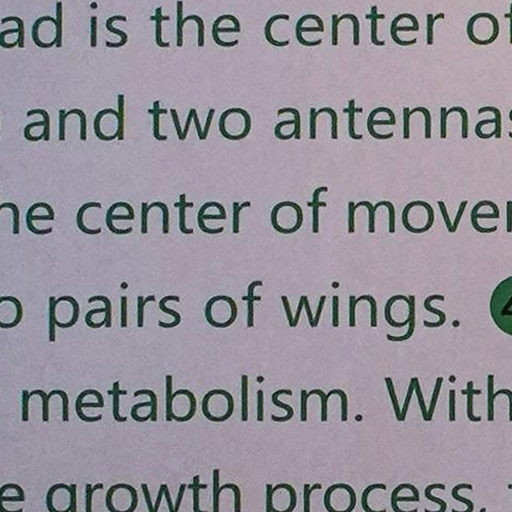 ad is the center of
and two antennas
he center of mover
o pairs of wings. 4
metabolism. With
e growth process,